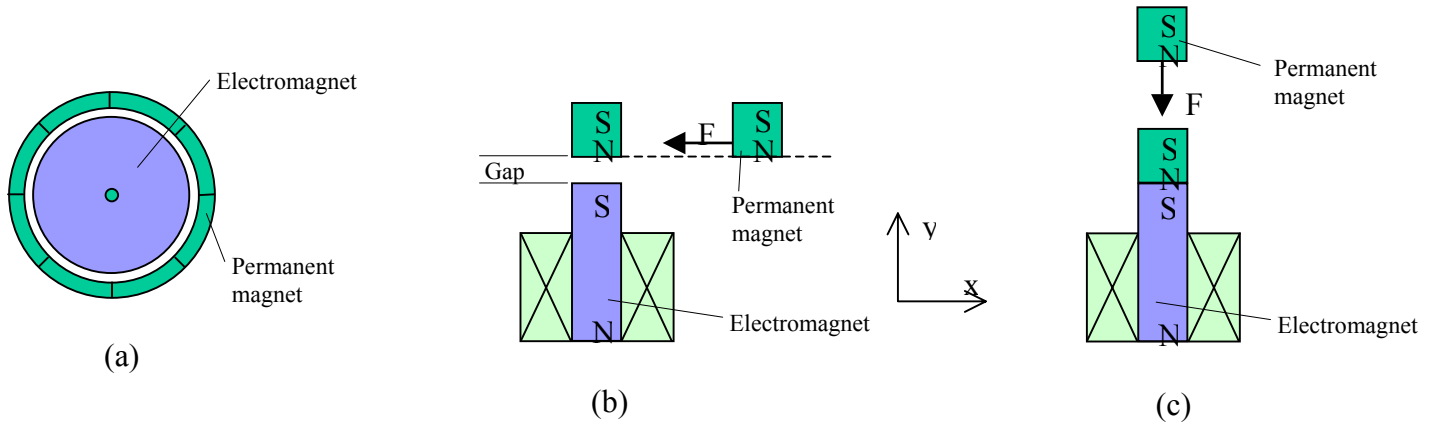 Electromagnet
Permanent
magnet
(a)
S
N
F
S
N
Gap
S
Permanent
magnet
N
Electromagnet
y
x
(b)
S
N
Permanent
magnet
F
S
N
S
N
Electromagnet
(c)